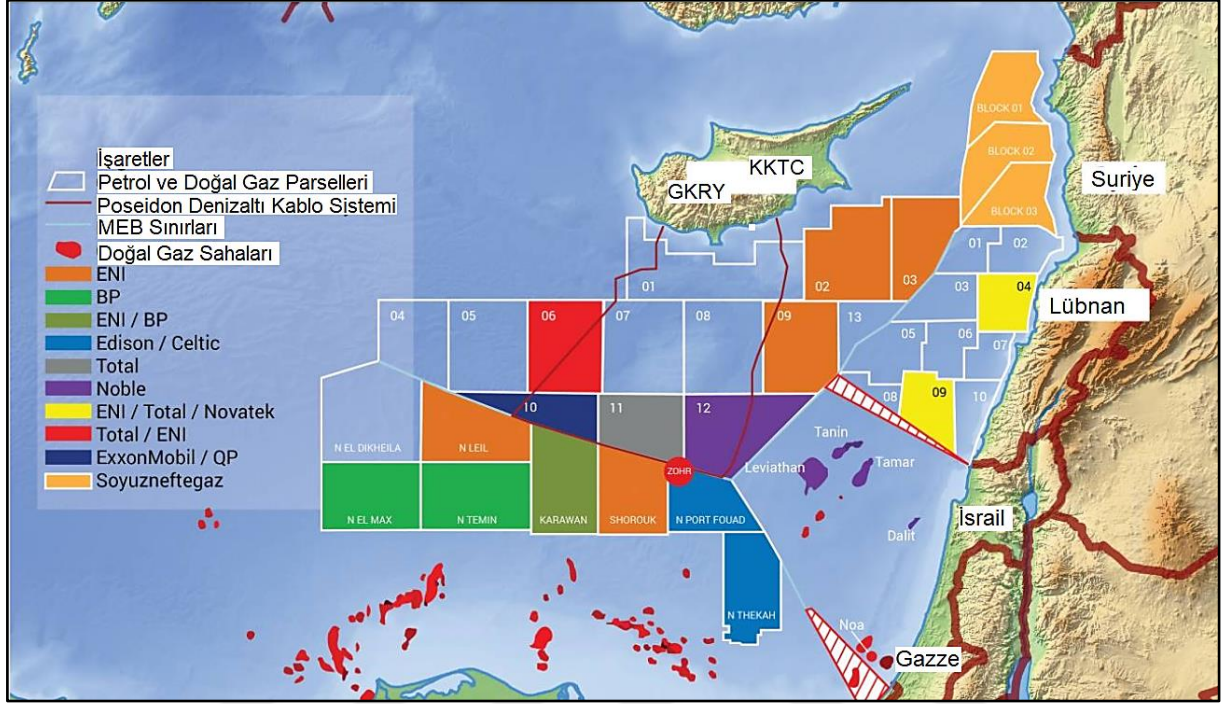 İşaretler
Petrol ve Doğal Gaz Parselleri
Poseidon Denizaltı Kablo Sistemi
MEB Sınırları
Doğal Gaz Sahaları
ENI
BP
ENI / BP
Edison / Celtic
Total
Noble
ENI / Total / Novatek
Total / ENI
ExxonMobil / QP
Soyuzneftegaz
KKTC
GKRY
BLOCK 01
BLOCK 02
BLOCK 03
Suriye
01
02
03
01
02
03
04
Lübnan
04
05
06
07
08
09
13
05
06
07
08
09
10
10
11
12
N EL DIKHEILA
N LEIL
ZOHR
Leviathan
Tanin
Tamar
Dalit
İsrail
N EL MAX
N TEMIN
KARAWAN
SHOROUK
N PORT FOUAD
N THEKAH
Noa
Gazze